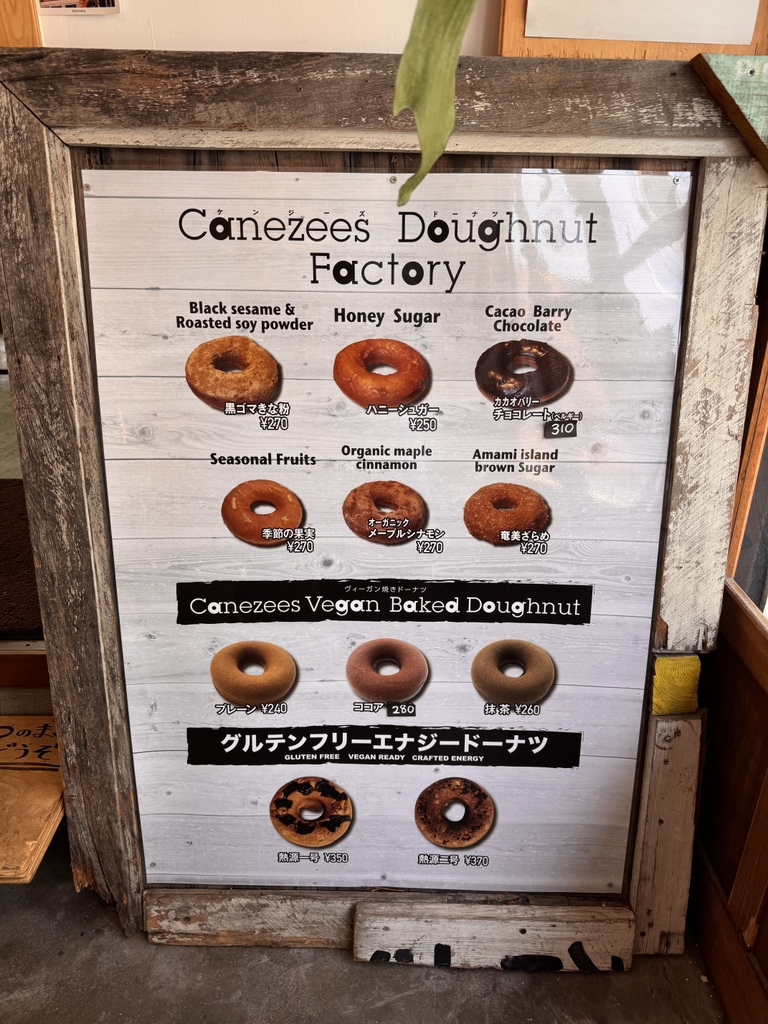 ケンジーズ ドーナツ
Canezees Doughnut
Factory
Black sesame &
Roasted soy powder
黒ゴマきな粉
¥270
Honey Sugar
ハニーシュガー
¥250
Cacao Barry
Chocolate
カカオバリー
チョコレート(ベルギー)
310
Seasonal Fruits
季節の果実
¥270
Organic maple
cinnamon
オーガニック
メープルシナモン
¥270
Amami island
brown Sugar
奄美ざらめ
¥270
ヴィーガン焼きドーナツ
Canezees Vegan Baked Doughnut
プレーン ¥240
ココア 280
抹茶 ¥260
グルテンフリーエナジードーナツ
GLUTEN FREE VEGAN READY CRAFTED ENERGY
熱源一号 ¥350
熱源二号 ¥370